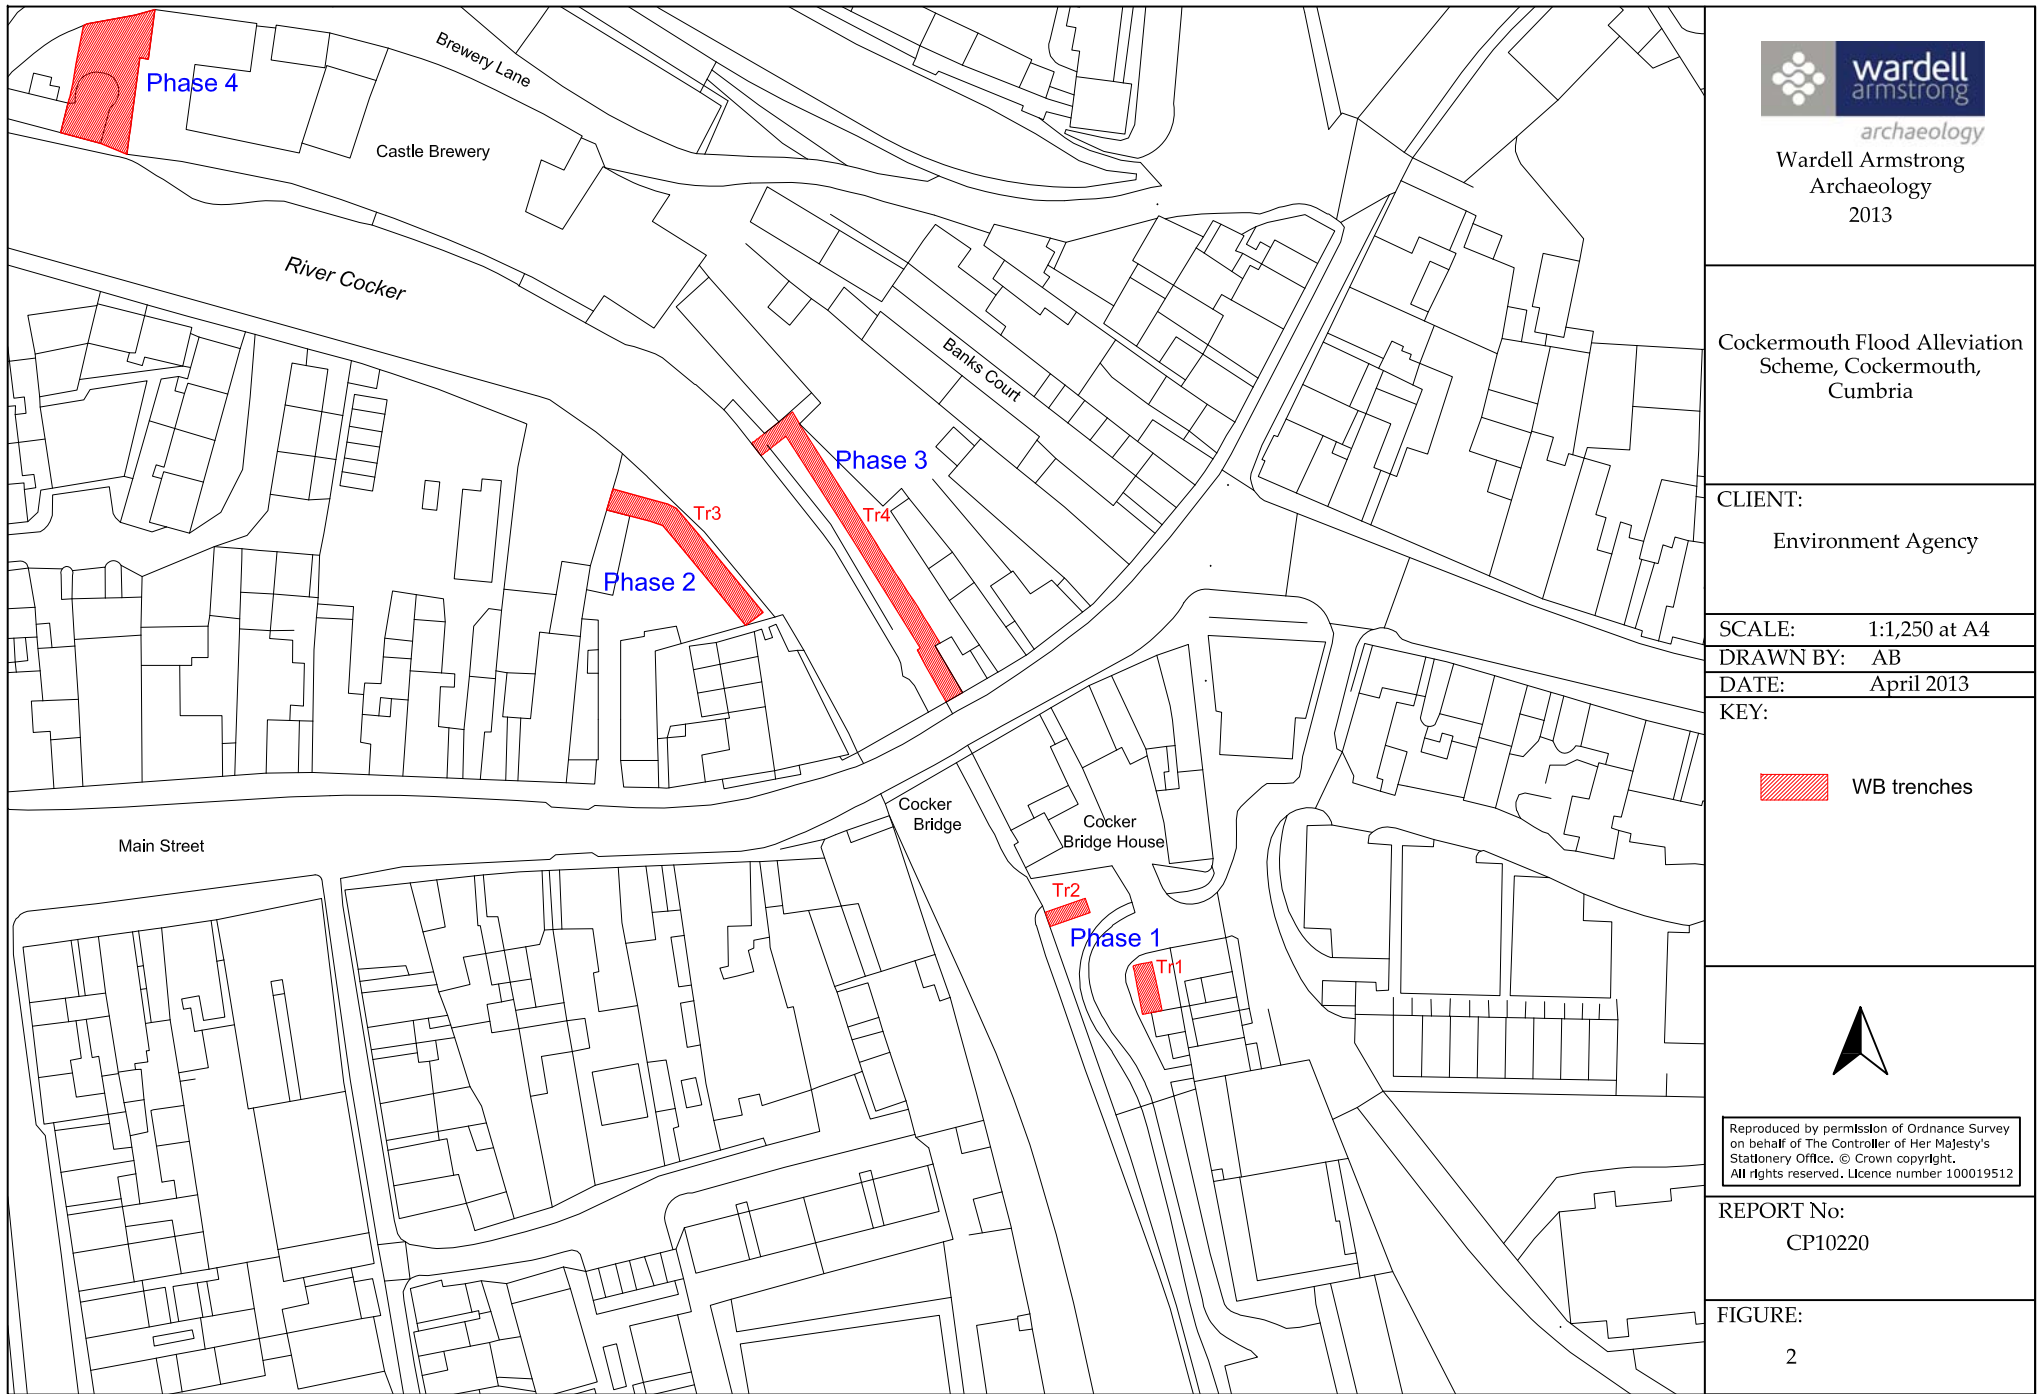 Phase 4
Brewery Lane
Castle Brewery
River Cocker
Banks Court
Phase 3
Tr3
Tr4
Phase 2
Cocker
Bridge
Cocker
Bridge House
Main Street
Tr2
Phase 1
Tr1
wardell
armstrong
archaeology
Wardell Armstrong
Archaeology
2013
Cockermouth Flood Alleviation
Scheme, Cockermouth,
Cumbria
CLIENT:
Environment Agency
SCALE: 1:1,250 at A4
DRAWN BY: AB
DATE: April 2013
KEY:
WB trenches
Reproduced by permission of Ordnance Survey
on behalf of The Controller of Her Majesty's
Stationery Office. © Crown copyright.
All rights reserved. Licence number 100019512
REPORT No:
CP10220
FIGURE:
2